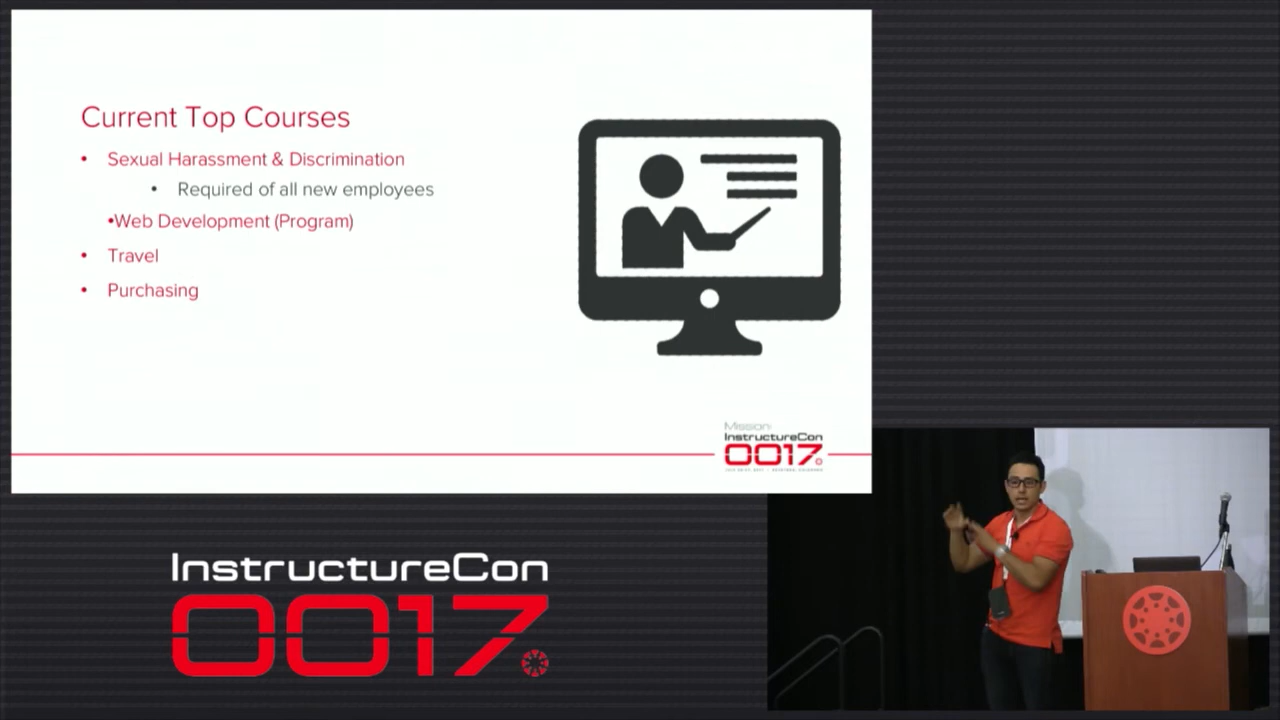 Current Top Courses
• Sexual Harassment & Discrimination
• Required of all new employees
•Web Development (Program)
• Travel
• Purchasing
Mission:
InstructureCon
0017
InstructureCon
0017